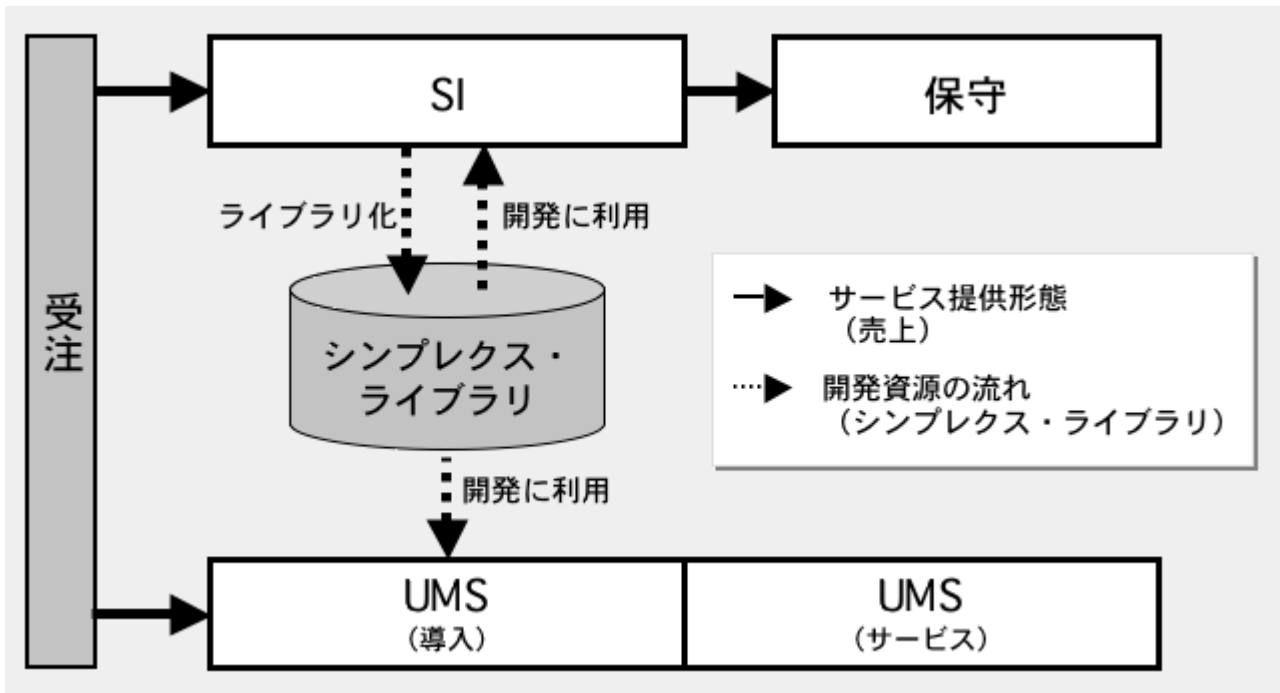 受注
SI
保守
ライブラリ化
開発に利用
シンプレクス・
ライブラリ
開発に利用
サービス提供形態
（売上）
開発資源の流れ
（シンプレクス・ライブラリ）
UMS
（導入）
UMS
（サービス）